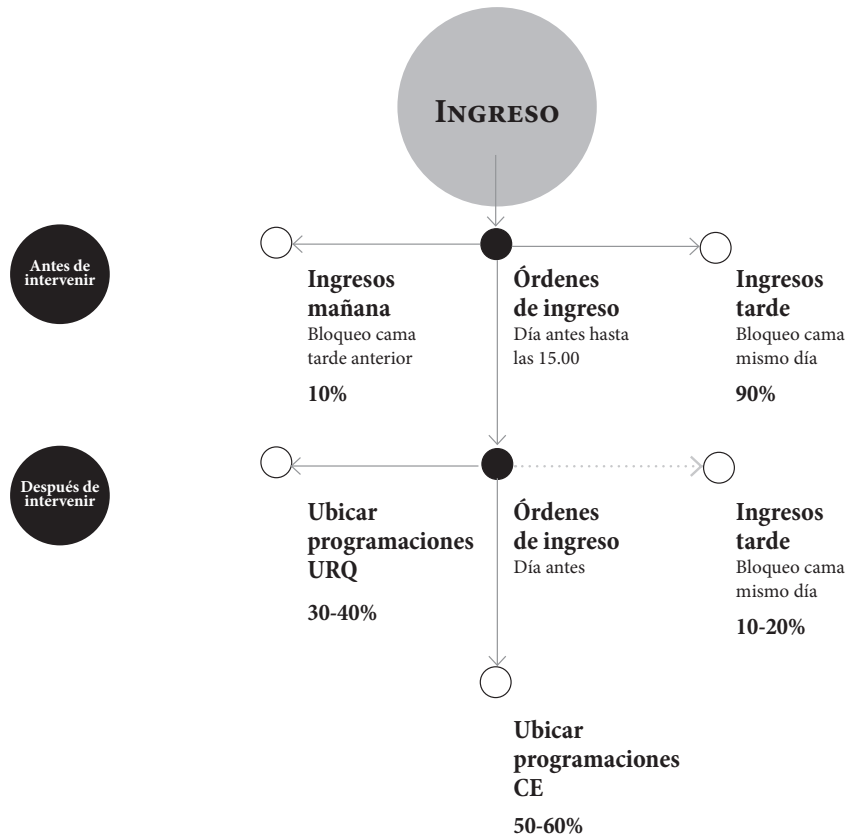 INGRESO
Antes de
intervenir
Ingresos
mañana
Bloqueo cama
tarde anterior
10%
Órdenes
de ingreso
Día antes hasta
las 15.00
Ingresos
tarde
Bloqueo cama
mismo día
90%
Después de
intervenir
Ubicar
programaciones
URQ
30-40%
Órdenes
de ingreso
Día antes
Ingresos
tarde
Bloqueo cama
mismo día
10-20%
Ubicar
programaciones
CE
50-60%